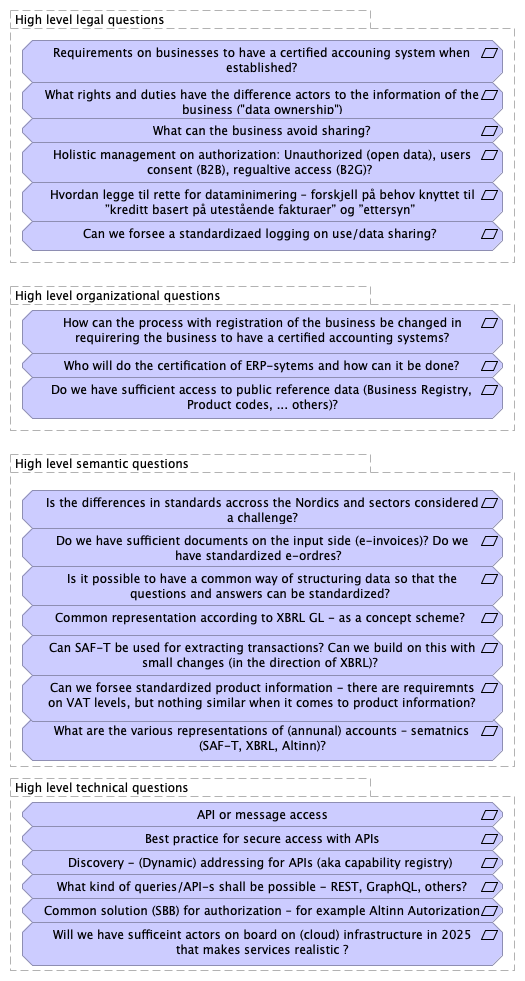 High level legal questions
Requirements on businesses to have a certified accouning system when
established?
What rights and duties have the difference actors to the information of the
business ("data ownership")
What can the business avoid sharing?
Holistic management on authorization: Unauthorized (open data), users
consent (B2B), regualtive access (B2G)?
Hvordan legge til rette for dataminimering – forskjell på behov knyttet til
"kreditt basert på utestående fakturaer" og "ettersyn"
Can we forsee a standardizaed logging on use/data sharing?
High level organizational questions
How can the process with registration of the business be changed in
requirering the business to have a certified accounting systems?
Who will do the certification of ERP-sytems and how can it be done?
Do we have sufficient access to public reference data (Business Registry,
Product codes, ... others)?
High level semantic questions
Is the differences in standards accross the Nordics and sectors considered
a challenge?
Do we have sufficient documents on the input side (e-invoices)? Do we
have standardized e-ordres?
Is it possible to have a common way of structuring data so that the
questions and answers can be standardized?
Common representation according to XBRL GL – as a concept scheme?
Can SAF-T be used for extracting transactions? Can we build on this with
small changes (in the direction of XBRL)?
Can we forsee standardized product information – there are requiremnts
on VAT levels, but nothing similar when it comes to product information?
What are the various representations of (annunal) accounts – sematnics
(SAF-T, XBRL, Altinn)?
High level technical questions
API or message access
Best practice for secure access with APIs
Discovery – (Dynamic) addressing for APIs (aka capability registry)
What kind of queries/API-s shall be possible – REST, GraphQL, others?
Common solution (SBB) for authorization – for example Altinn Autorization
Will we have sufficeint actors on board on (cloud) infrastructure in 2025
that makes services realistic ?